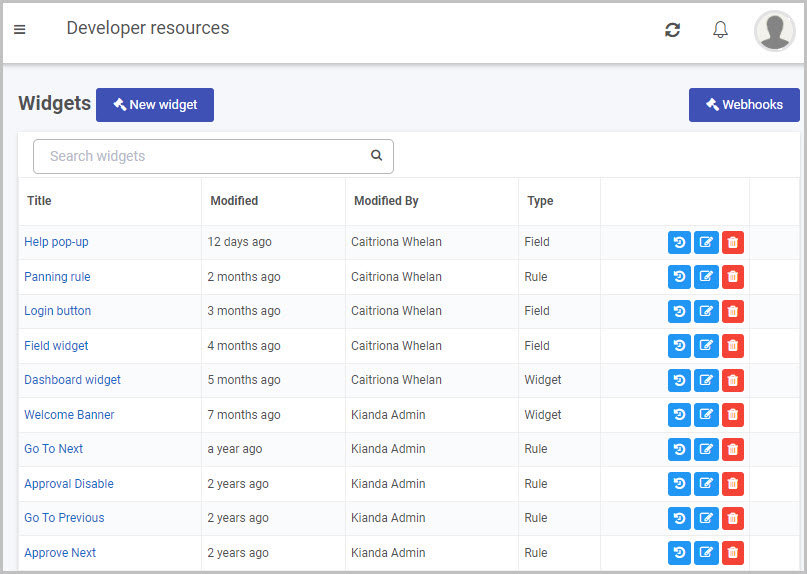 Developer resources
Widgets New widget Webhooks
Search widgets
Title Modified Modified By Type
Help pop-up 12 days ago Caitriona Whelan Field
Panning rule 2 months ago Caitriona Whelan Rule
Login button 3 months ago Caitriona Whelan Field
Field widget 4 months ago Caitriona Whelan Field
Dashboard widget 5 months ago Caitriona Whelan Widget
Welcome Banner 7 months ago Kianda Admin Widget
Go To Next a year ago Kianda Admin Rule
Approval Disable 2 years ago Kianda Admin Rule
Go To Previous 2 years ago Kianda Admin Rule
Approve Next 2 years ago Kianda Admin Rule